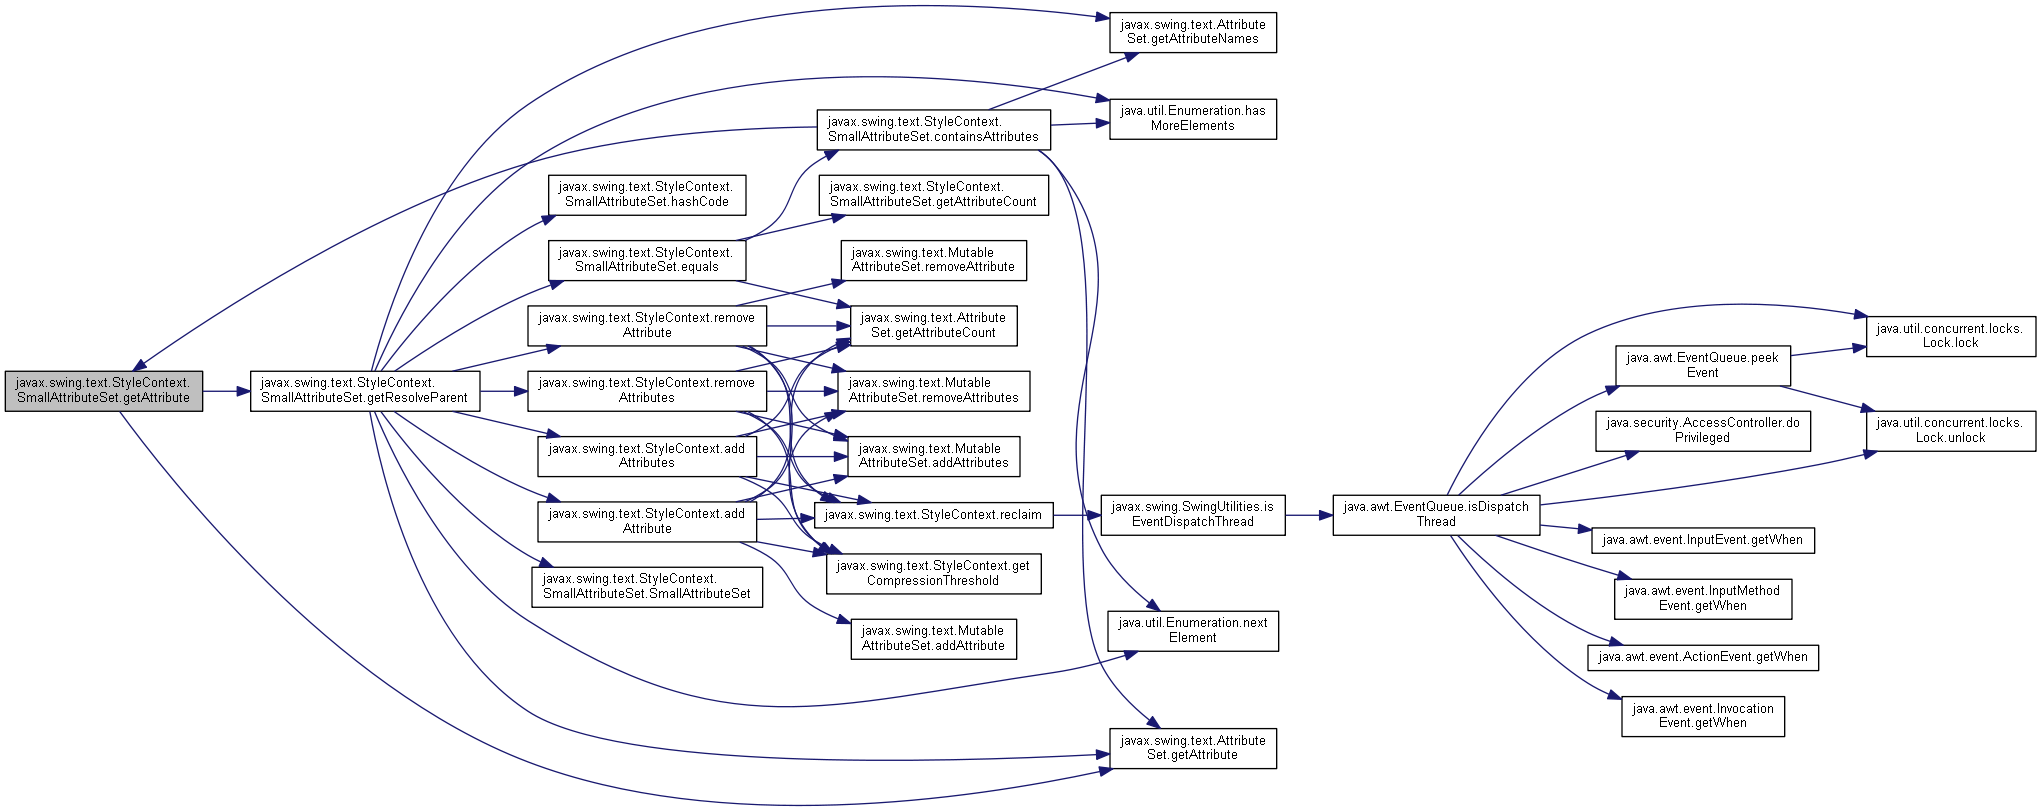 javax.swing.text.StyleContext.
SmallAttributeSet.getAttribute
javax.swing.text.StyleContext.
SmallAttributeSet.getResolveParent
javax.swing.text.StyleContext.
SmallAttributeSet.hashCode
javax.swing.text.StyleContext.
SmallAttributeSet.equals
javax.swing.text.StyleContext.remove
Attribute
javax.swing.text.StyleContext.remove
Attributes
javax.swing.text.StyleContext.add
Attributes
javax.swing.text.StyleContext.add
Attribute
javax.swing.text.StyleContext.
SmallAttributeSet.SmallAttributeSet
javax.swing.text.StyleContext.
SmallAttributeSet.containsAttributes
javax.swing.text.StyleContext.
SmallAttributeSet.getAttributeCount
javax.swing.text.Mutable
AttributeSet.removeAttribute
javax.swing.text.Attribute
Set.getAttributeCount
javax.swing.text.Mutable
AttributeSet.removeAttributes
javax.swing.text.Mutable
AttributeSet.addAttributes
javax.swing.text.StyleContext.reclaim
javax.swing.text.StyleContext.get
CompressionThreshold
javax.swing.text.Mutable
AttributeSet.addAttribute
javax.swing.text.Attribute
Set.getAttributeNames
java.util.Enumeration.has
MoreElements
javax.swing.SwingUtilities.is
EventDispatchThread
java.util.Enumeration.next
Element
javax.swing.text.Attribute
Set.getAttribute
java.awt.EventQueue.isDispatch
Thread
java.awt.EventQueue.peek
Event
java.security.AccessController.do
Privileged
java.awt.event.InputEvent.getWhen
java.awt.event.InputMethod
Event.getWhen
java.awt.event.ActionEvent.getWhen
java.awt.event.Invocation
Event.getWhen
java.util.concurrent.locks.
Lock.lock
java.util.concurrent.locks.
Lock.unlock